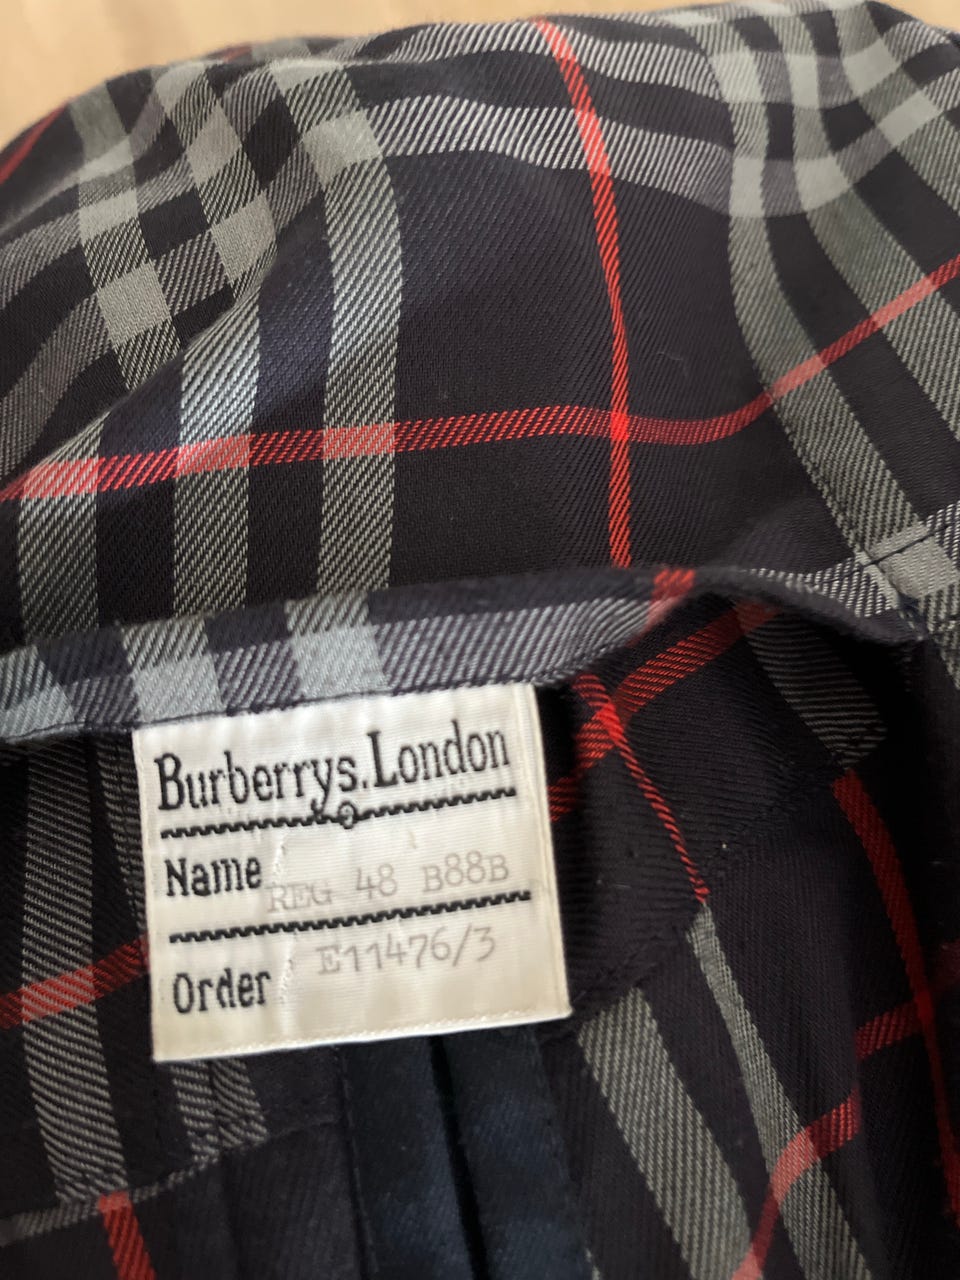 Burberrys. London
Name REG 48 B88B
Order E11476/3